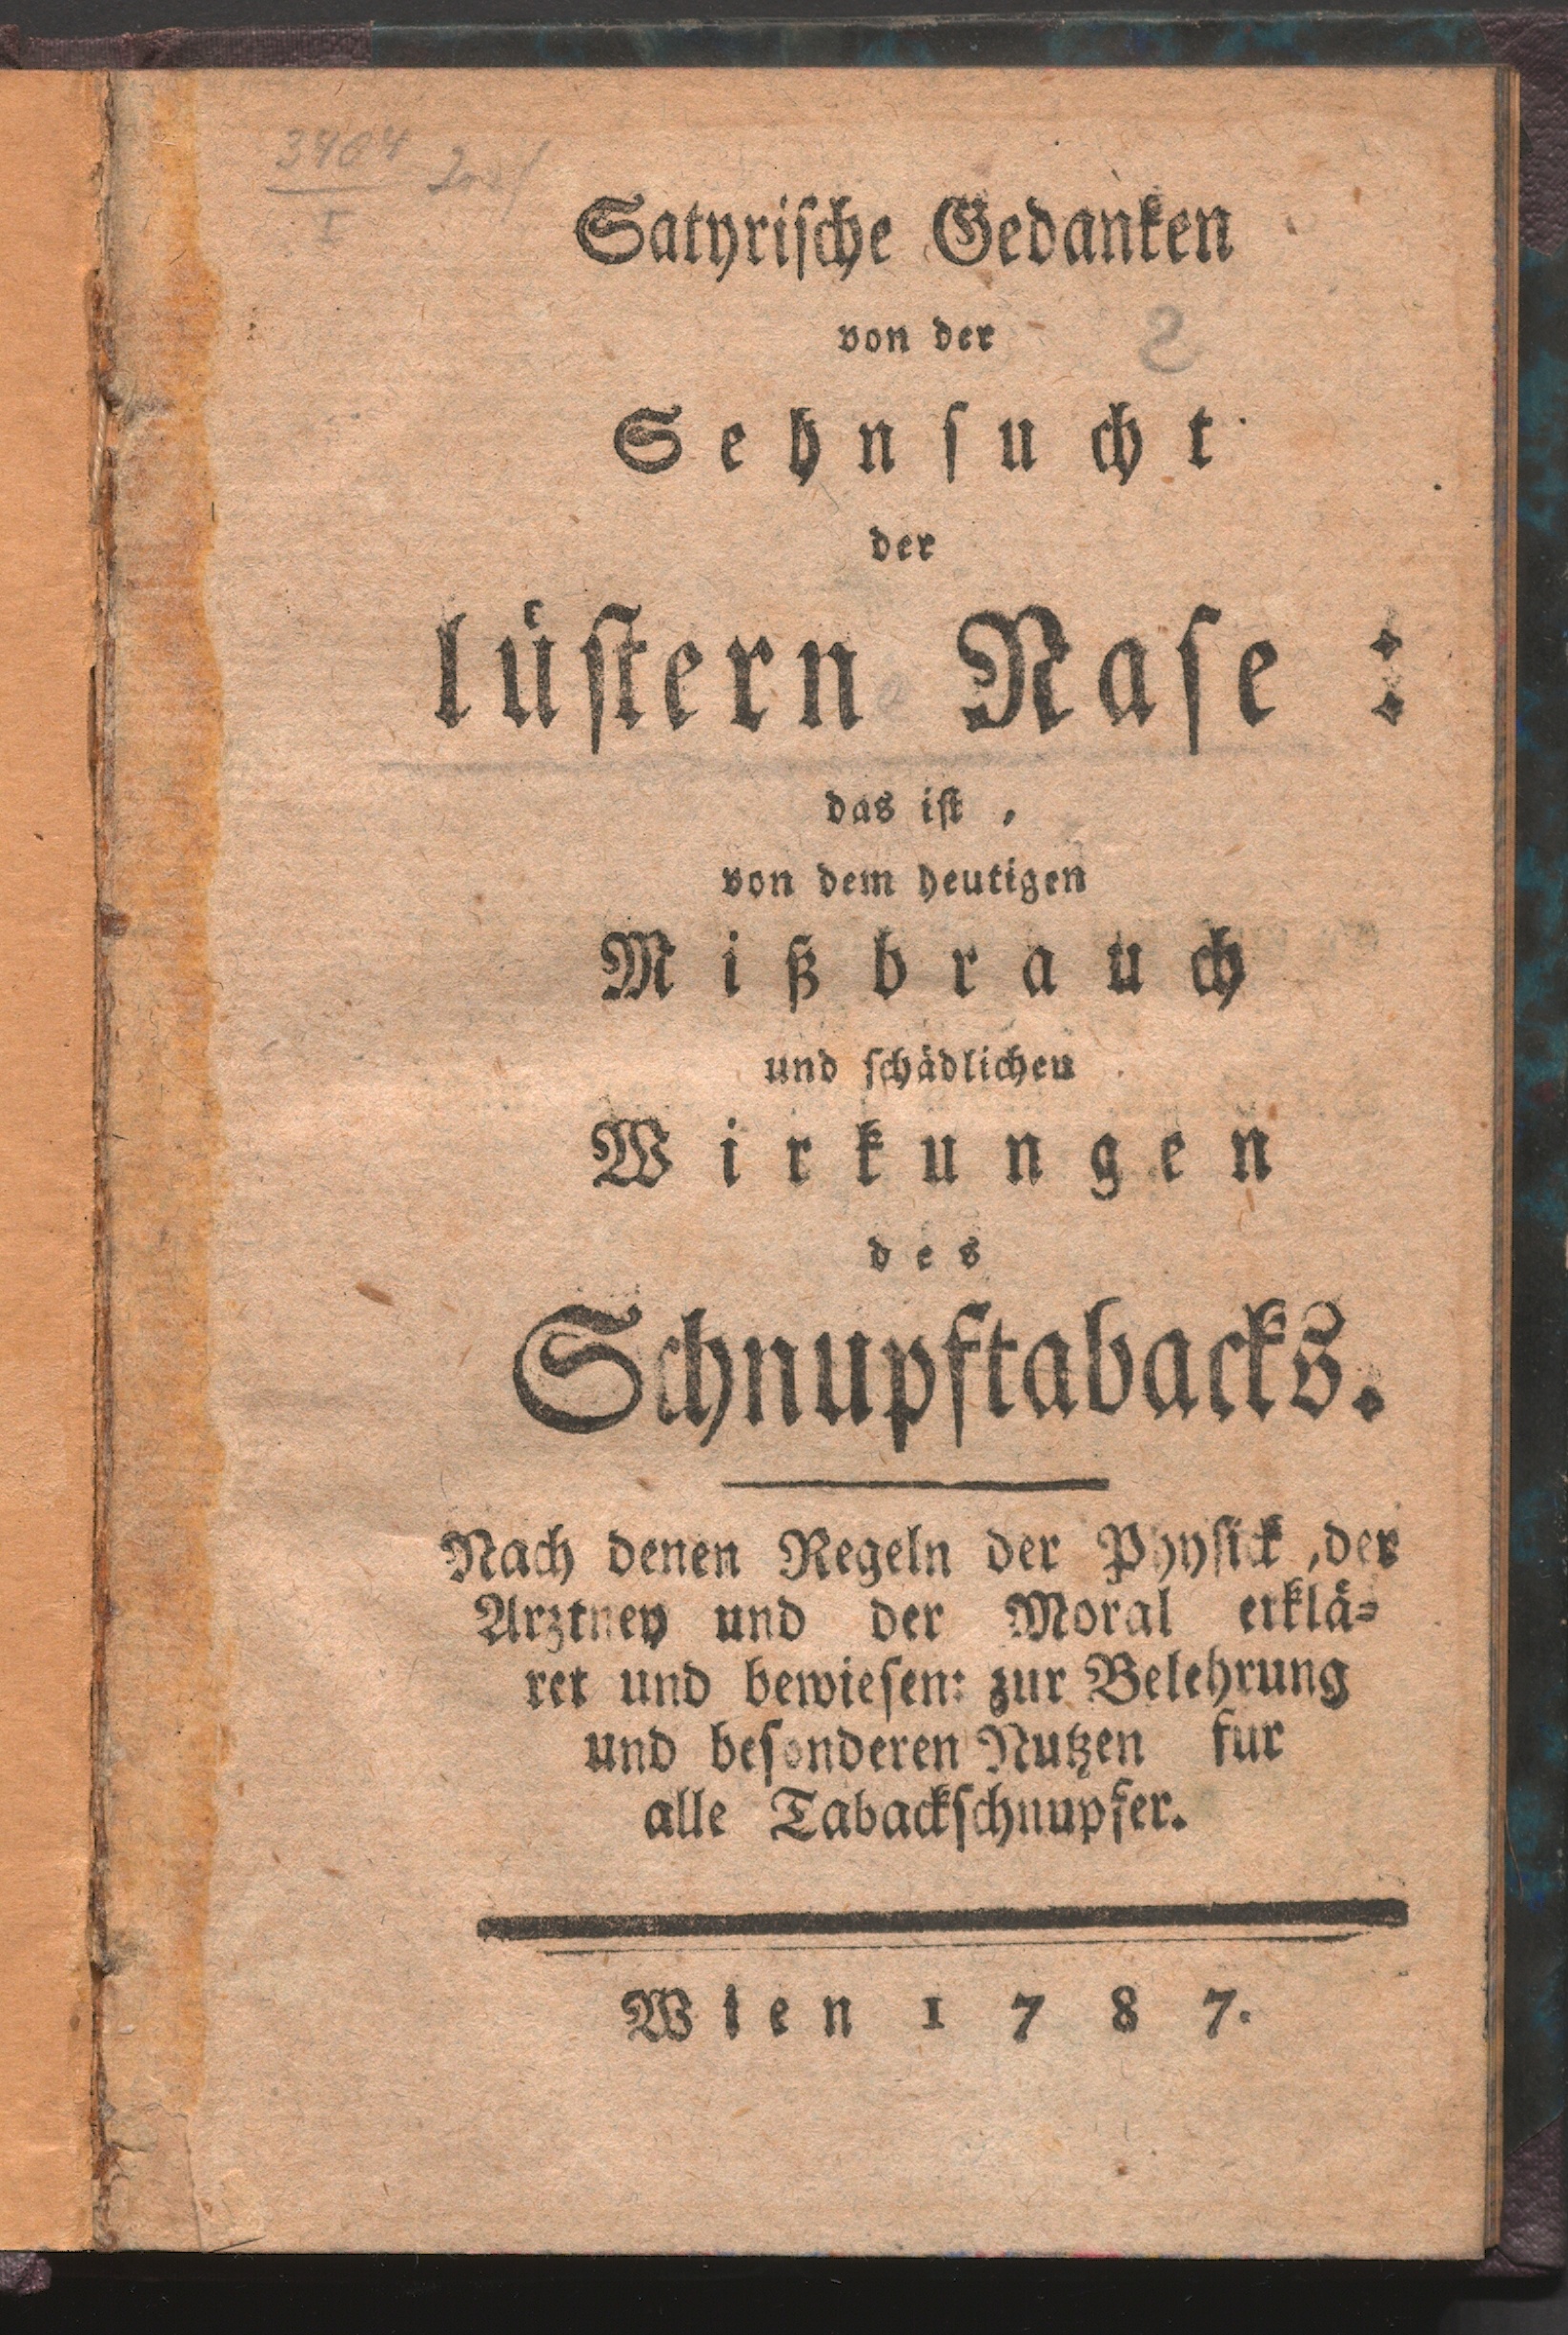 3404
I
Satyrische Gedanken
von der
2
Sehnsucht
der
lüstern Nase :
das ist ,
von dem heutigen
Mißbrauch
und schädlichen
Wirkungen
des
Schnupftabacks.
Nach denen Regeln der Physick ,der
Arztney und der Moral erklä⸗
ret und bewiesen: zur Belehrung
und besonderen Nutzen fur
alle Tabackschnupfer.
Wien 1787.